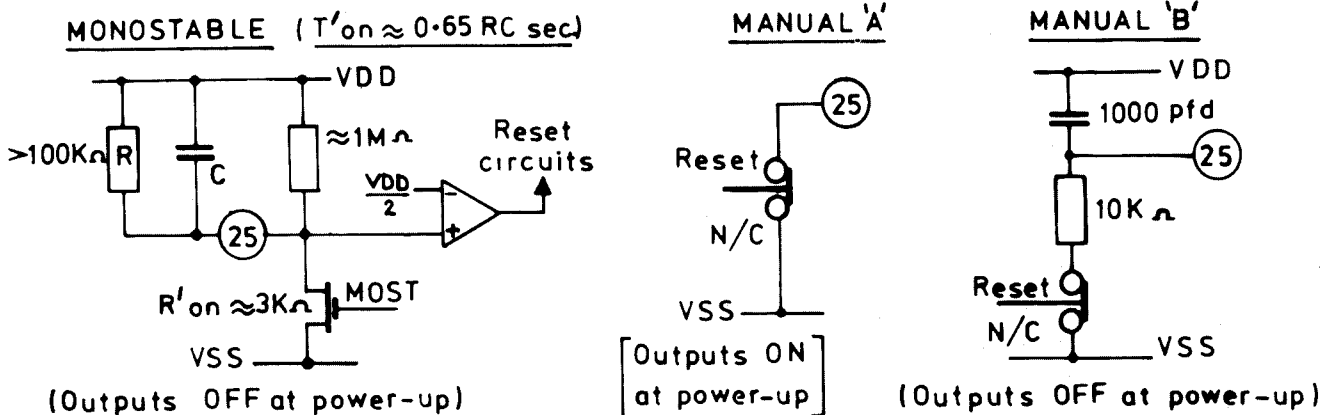 MONOSTABLE (T'on ≈ 0·65 RC sec)
VDD
>100KΩ
R
C
≈1MΩ
VDD
2
-
+
Reset
circuits
25
R'on ≈3KΩ
MOST
VSS
(Outputs OFF at power-up)
MANUAL 'A'
25
Reset
N/C
VSS
[Outputs ON
at power-up]
MANUAL 'B'
VDD
1000 pfd
25
10KΩ
Reset
N/C
VSS
(Outputs OFF at power-up)